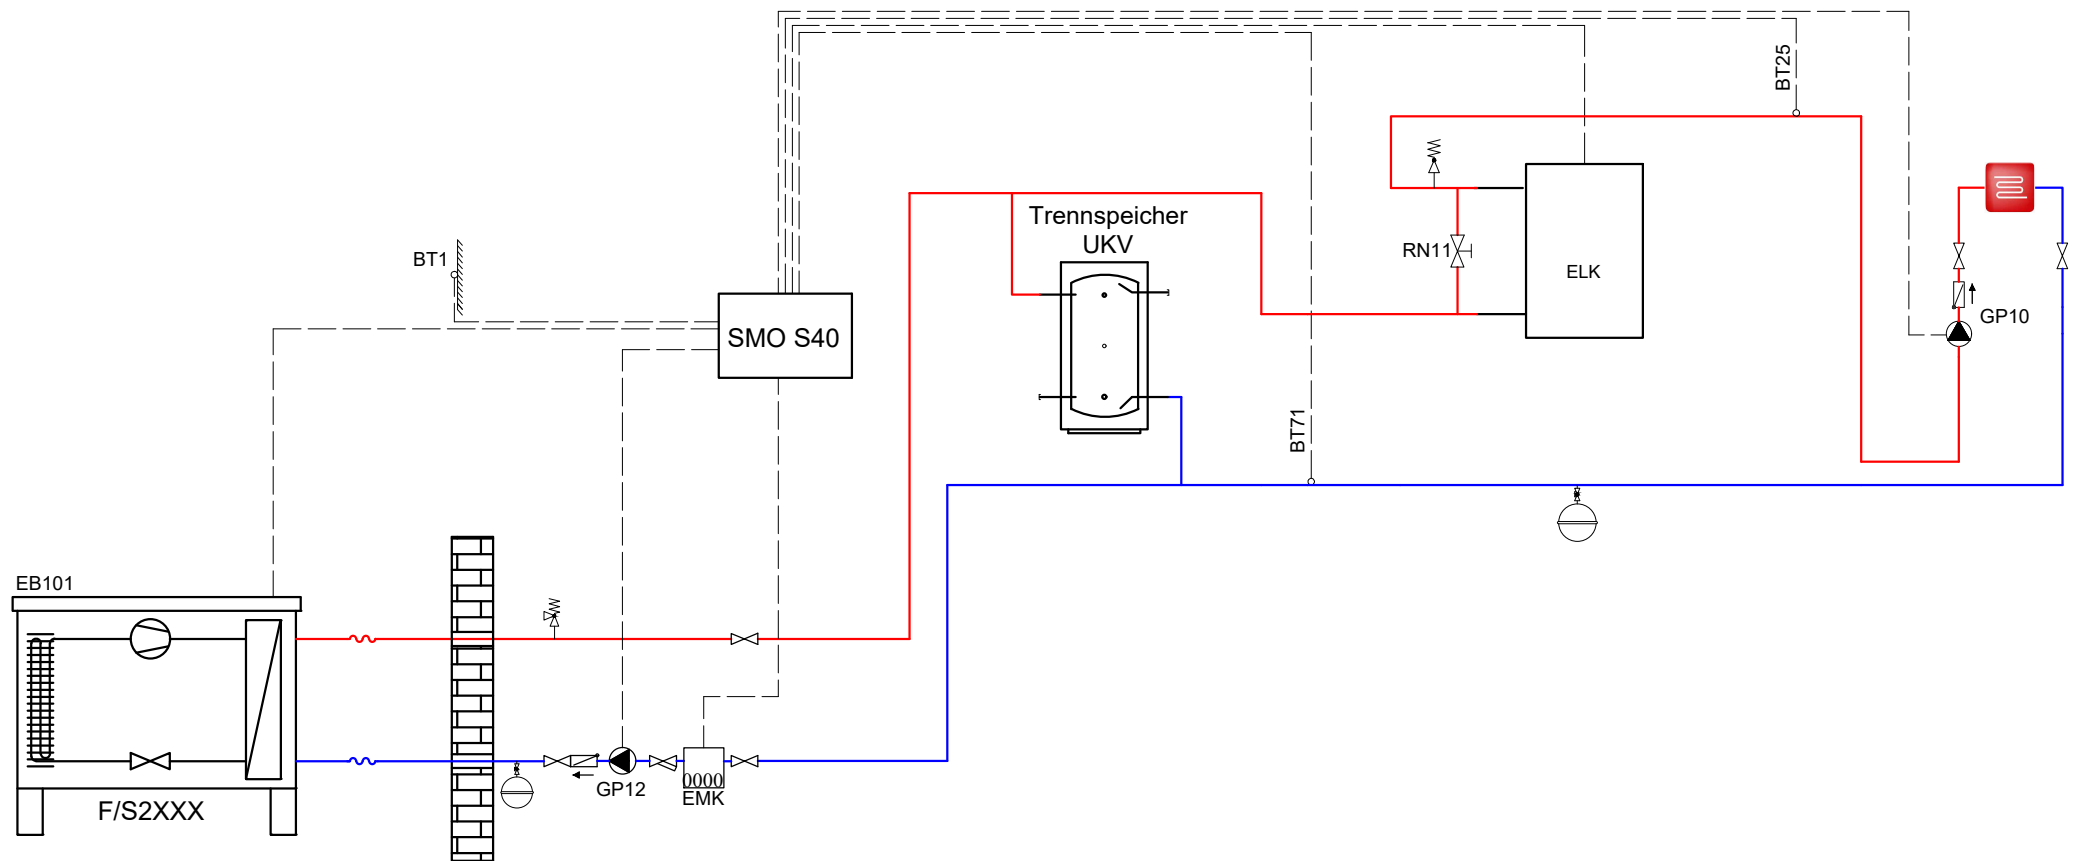 BT25
Trennspeicher
UKV
BT1
RN11
ELK
GP10
SMO S40
BT71
EB101
GP12
0000
EMK
F/S2XXX